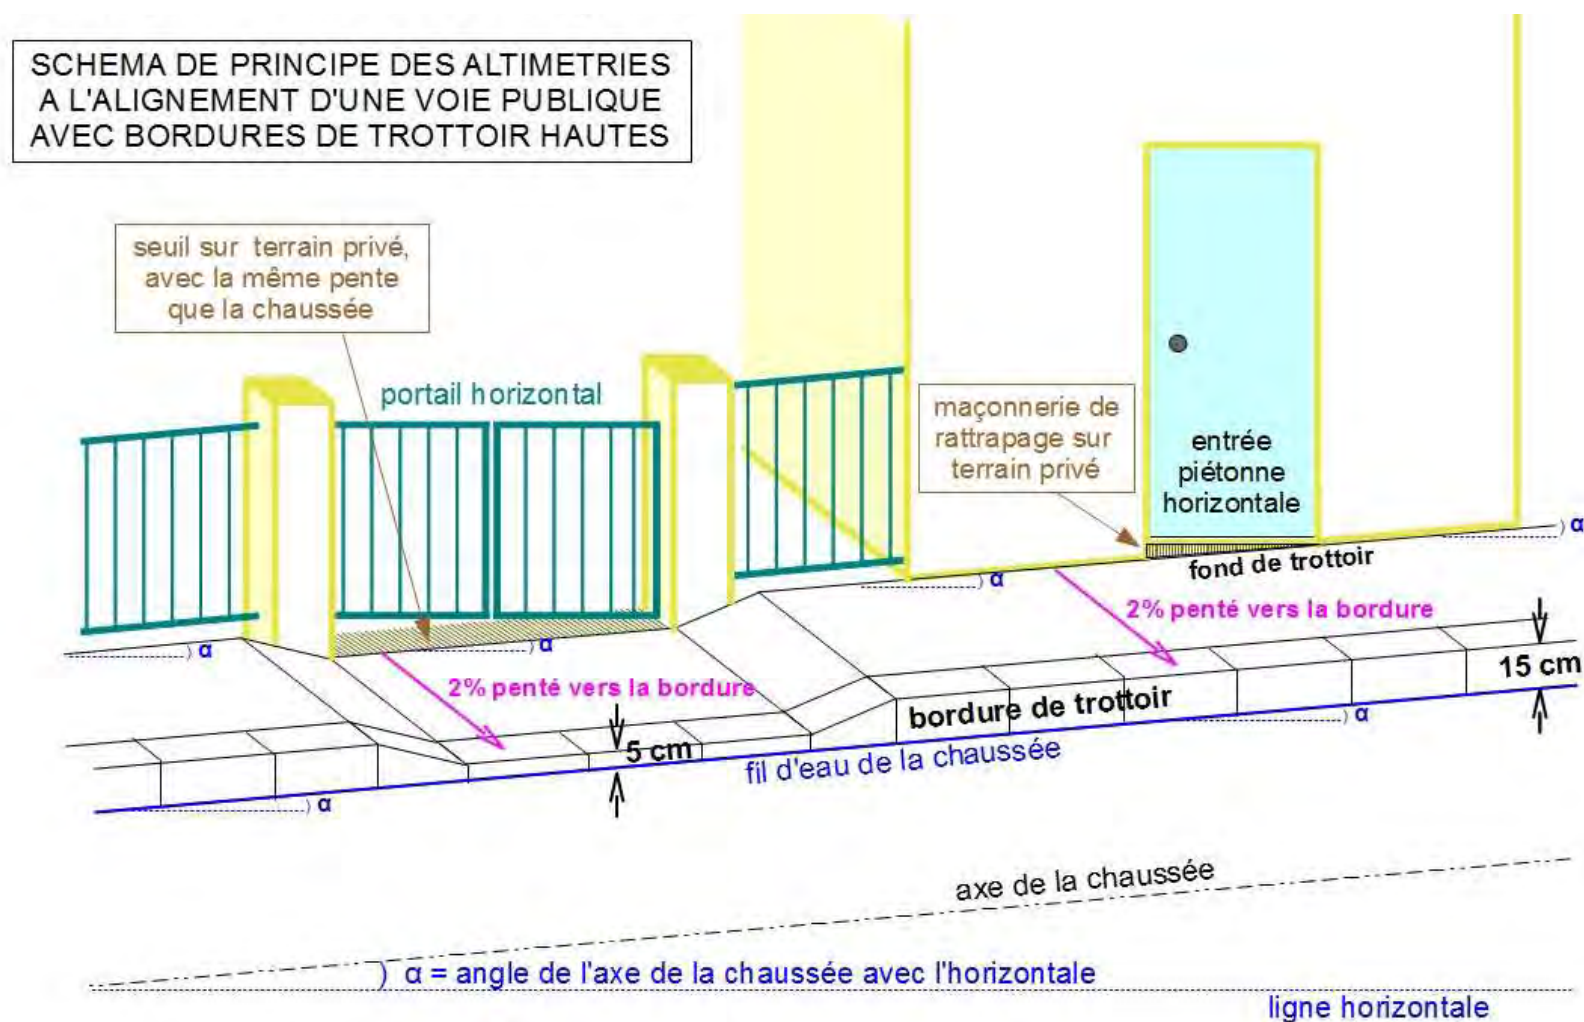 SCHEMA DE PRINCIPE DES ALTIMETRIES
A L'ALIGNEMENT D'UNE VOIE PUBLIQUE
AVEC BORDURES DE TROTTOIR HAUTES
seuil sur terrain privé,
avec la même pente
que la chaussée
portail horizontal
maçonnerie de
rattrapage sur
terrain privé
entrée
piétonne
horizontale
) α
fond de trottoir
) α
2% penté vers la bordure
) α
) α
2% penté vers la bordure
15 cm
bordure de trottoir
) α
5 cm
fil d'eau de la chaussée
) α
axe de la chaussée
) α = angle de l'axe de la chaussée avec l'horizontale
ligne horizontale